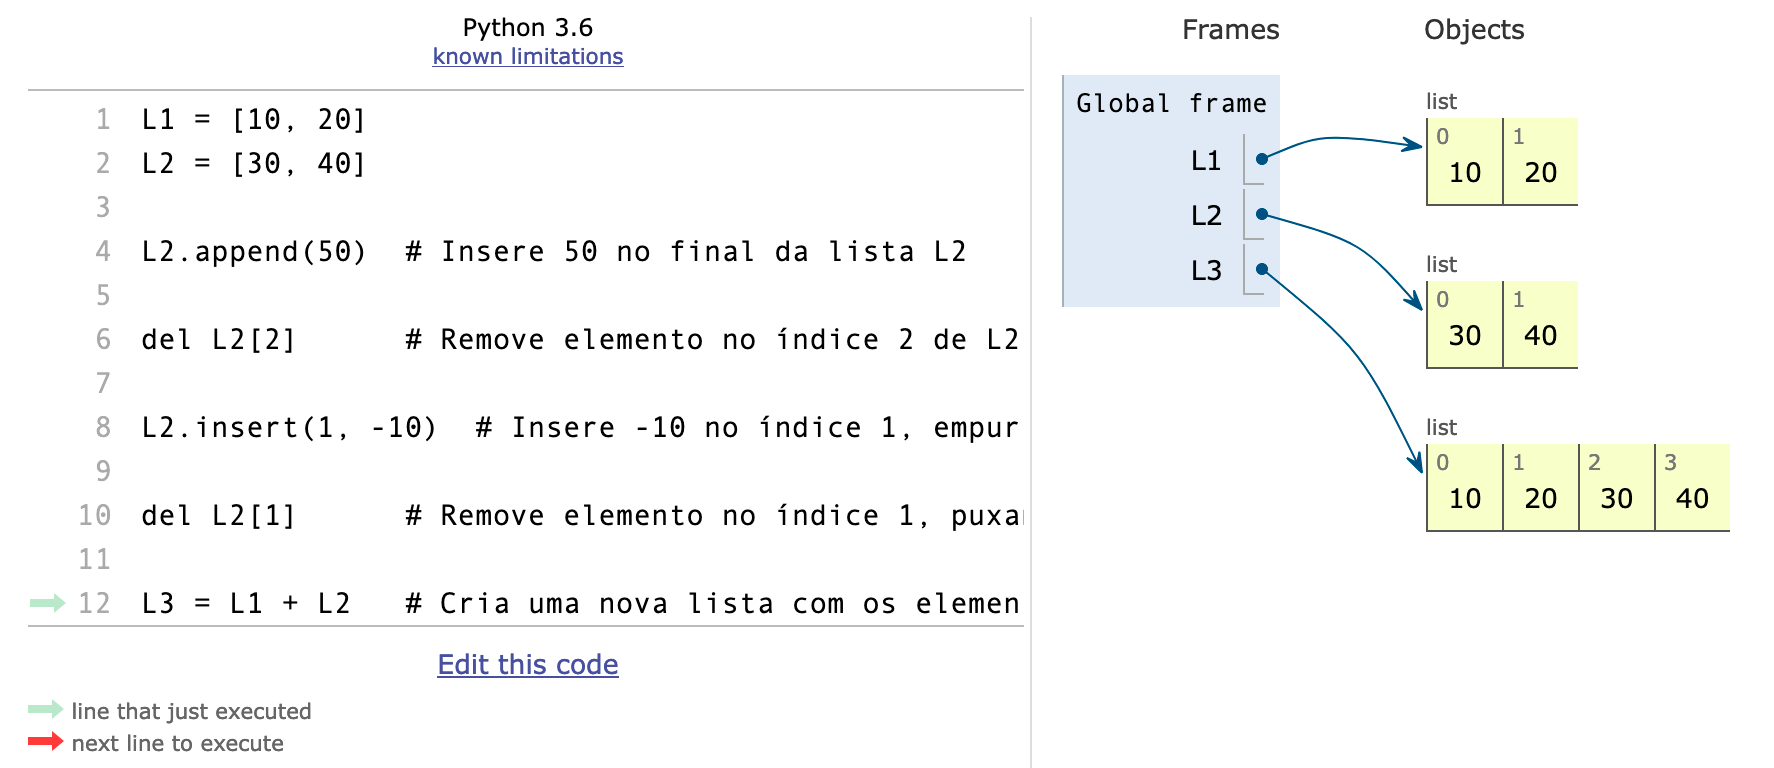 Python 3.6
known limitations
1 L1 = [10, 20]
2 L2 = [30, 40]
3
4 L2.append(50)  # Insere 50 no final da lista L2
5
6 del L2[2]      # Remove elemento no índice 2 de L2
7
8 L2.insert(1, -10)  # Insere -10 no índice 1, empur
9
10 del L2[1]      # Remove elemento no índice 1, puxa
11
12 L3 = L1 + L2   # Cria uma nova lista com os elemen
Edit this code
line that just executed
next line to execute
Frames
Objects
Global frame
L1
L2
L3
list
0 1
10 20
list
0 1
30 40
list
0 1 2 3
10 20 30 40